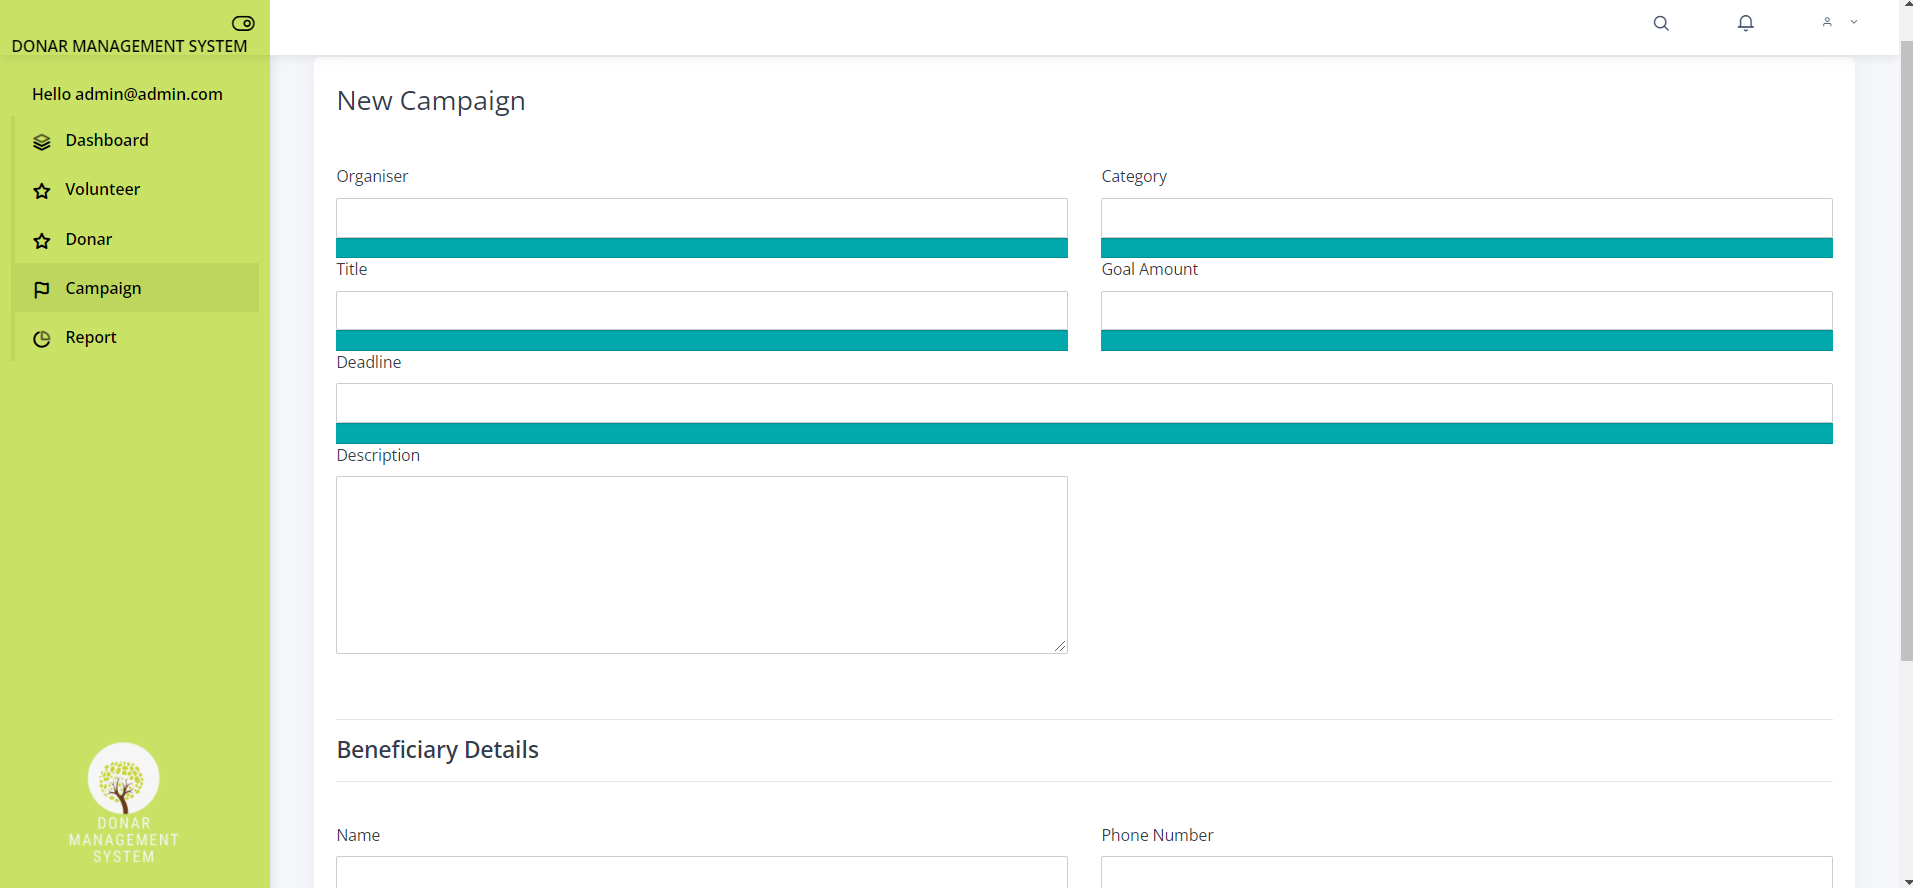 DONAR MANAGEMENT SYSTEM
Hello admin@admin.com
Dashboard
Volunteer
Donar
Campaign
Report
DONAR
MANAGEMENT
SYSTEM
New Campaign
Organiser
Category
Title
Goal Amount
Deadline
Description
Beneficiary Details
Name
Phone Number